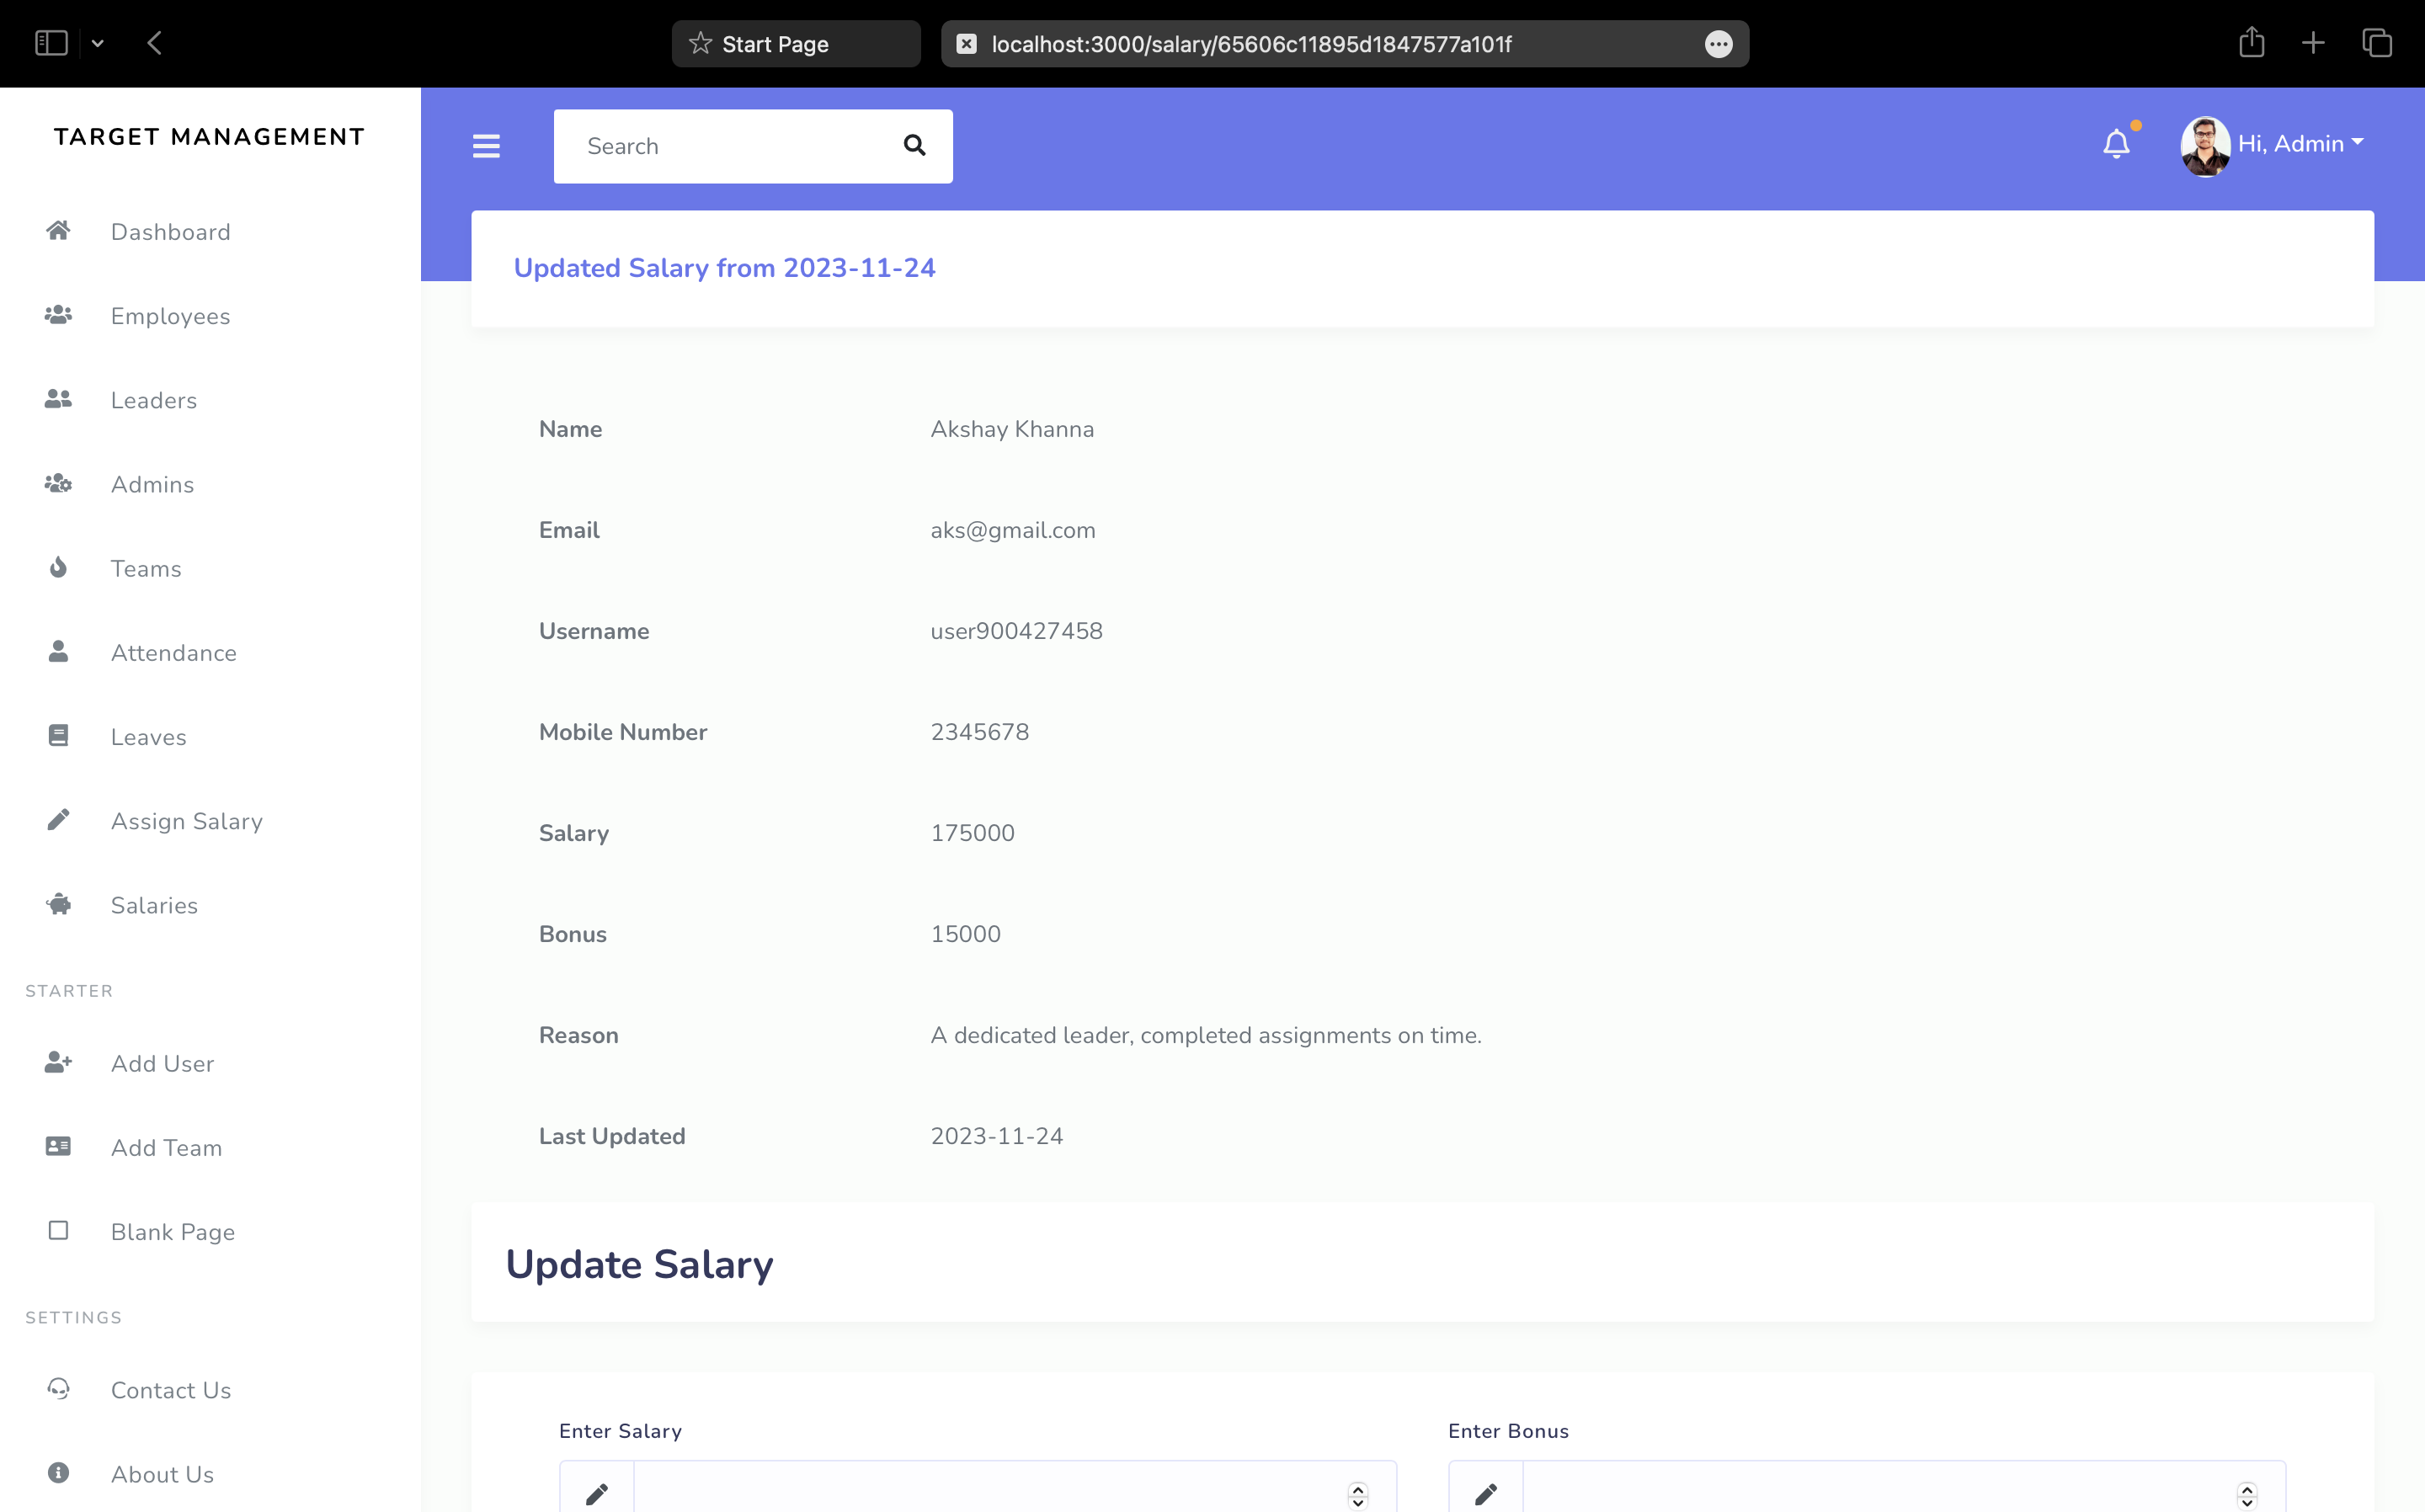 Start Page
localhost:3000/salary/65606c11895d1847577a101f
TARGET MANAGEMENT
Search
Hi, Admin
Dashboard
Employees
Leaders
Admins
Teams
Attendance
Leaves
Assign Salary
Salaries
STARTER
Add User
Add Team
Blank Page
SETTINGS
Contact Us
About Us
Updated Salary from 2023-11-24
Name Akshay Khanna
Email aks@gmail.com
Username user900427458
Mobile Number 2345678
Salary 175000
Bonus 15000
Reason A dedicated leader, completed assignments on time.
Last Updated 2023-11-24
Update Salary
Enter Salary
Enter Bonus